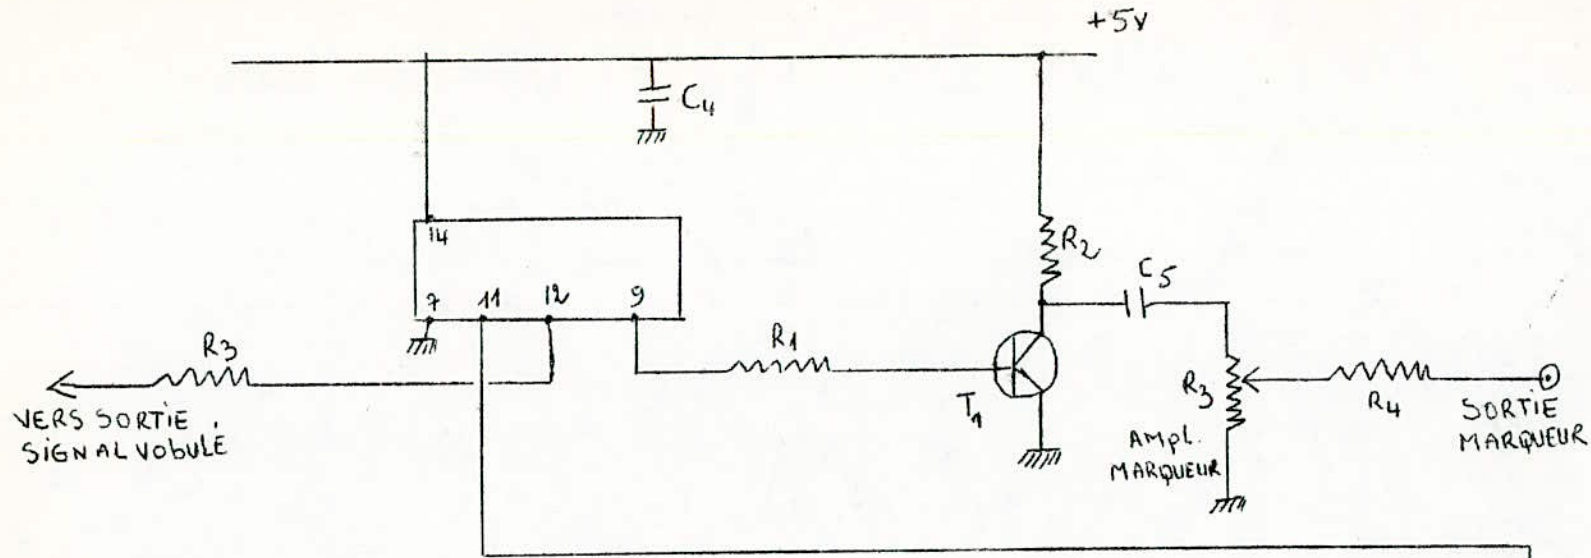 +5V
C4
14
7 11 12 9
R2
C5
R3
R1
T1
R3
R4
VERS SORTIE
SIGNAL VOBULÉ
AMPL.
MARQUEUR
SORTIE
MARQUEUR